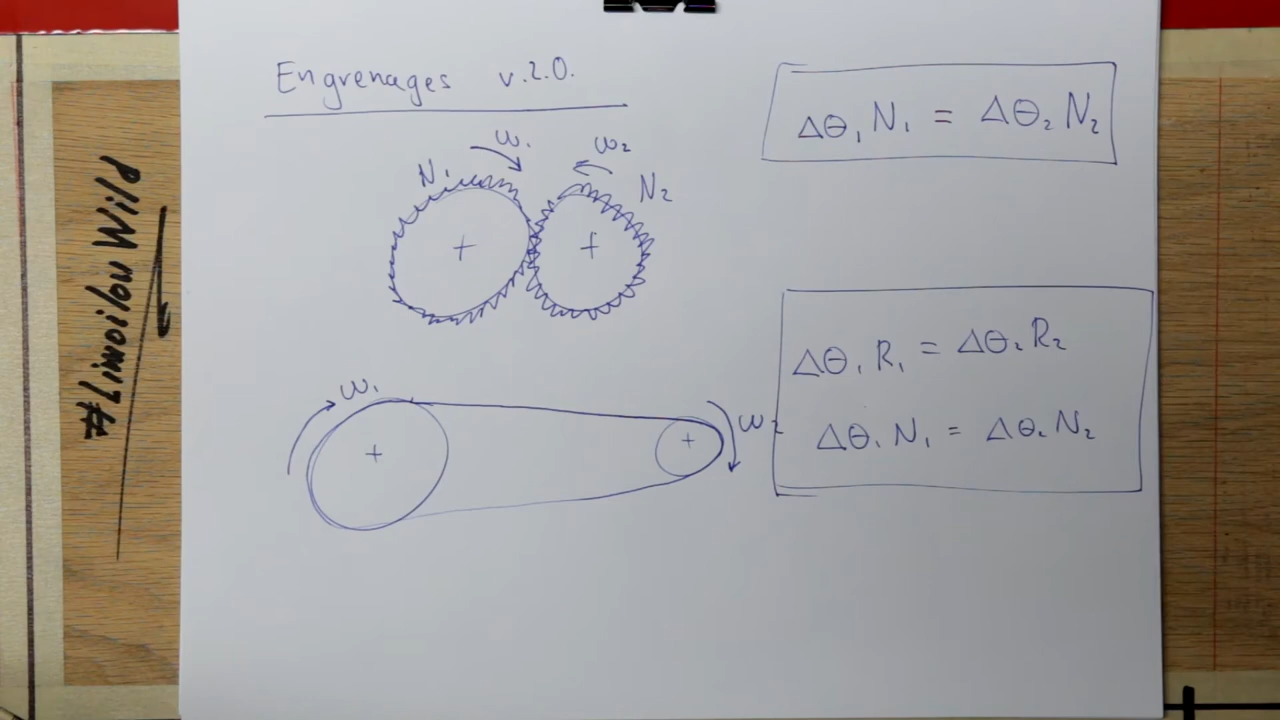 Engrenages v.2.0.
Δθ₁ N₁ = Δθ₂ N₂
ω₁
ω₂
N₁
N₂
Δθ₁ R₁ = Δθ₂ R₂
Δθ₁ N₁ = Δθ₂ N₂
ω₁
ω₂